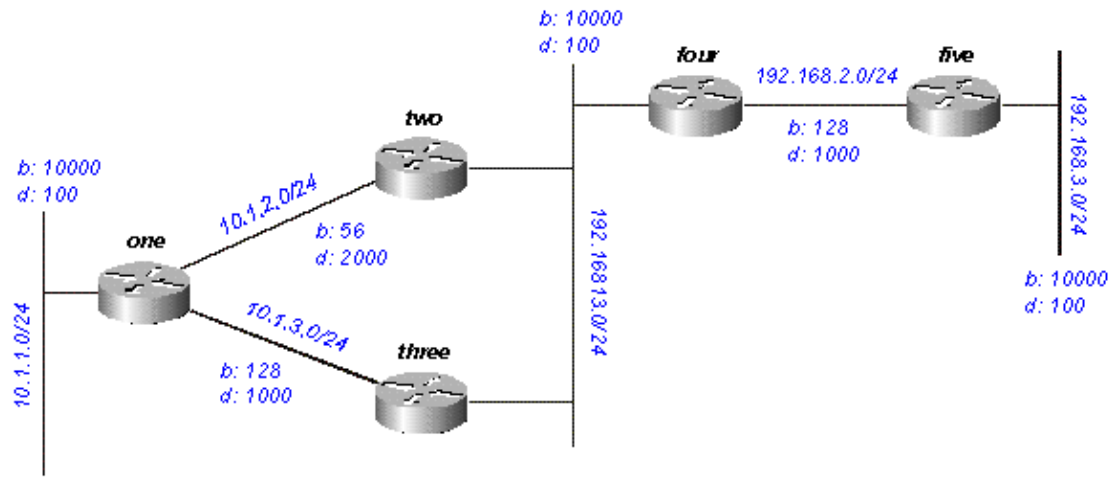 b: 10000
d: 100
four
five
192.168.2.0/24
b: 128
d: 1000
192.168.3.0/24
b: 10000
d: 100
two
b: 10000
d: 100
10.1.2.0/24
b: 56
d: 2000
one
10.1.1.0/24
10.1.3.0/24
b: 128
d: 1000
three
192.16813.0/24